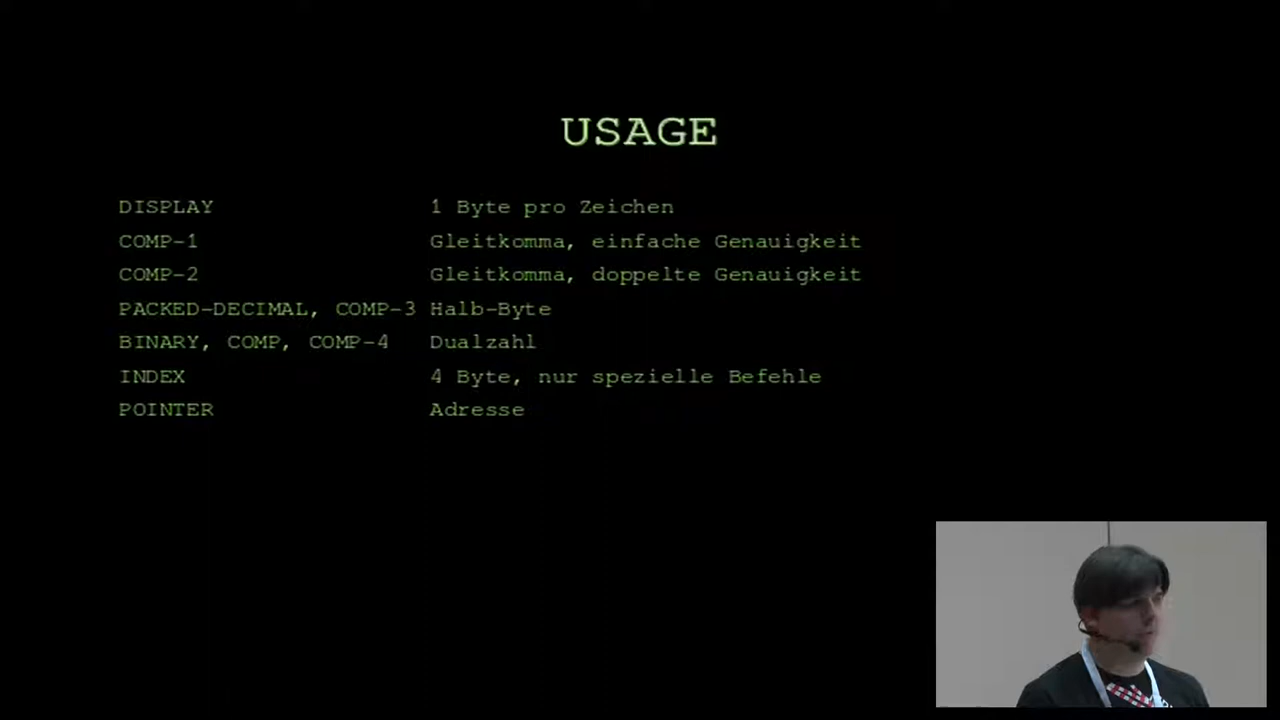 USAGE
DISPLAY 1 Byte pro Zeichen
COMP-1 Gleitkomma, einfache Genauigkeit
COMP-2 Gleitkomma, doppelte Genauigkeit
PACKED-DECIMAL, COMP-3 Halb-Byte
BINARY, COMP, COMP-4 Dualzahl
INDEX 4 Byte, nur spezielle Befehle
POINTER Adresse